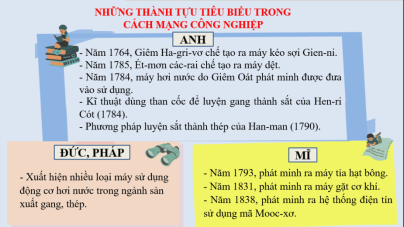 NHỮNG THÀNH TỰU TIÊU BIỂU TRONG
CÁCH MẠNG CÔNG NGHIỆP
ANH
- Năm 1764, Giêm Ha-gri-vơ chế tạo ra máy kéo sợi Gien-ni.
- Năm 1785, Ét-mơn các-rai chế tạo ra máy dệt.
- Năm 1784, máy hơi nước do Giêm Oát phát minh được đưa
vào sử dụng.
- Kĩ thuật dùng than cốc để luyện gang thành sắt của Hen-ri
Cót (1784).
- Phương pháp luyện sắt thành thép của Han-man (1790).
ĐỨC, PHÁP
- Xuất hiện nhiều loại máy sử dụng
động cơ hơi nước trong ngành sản
xuất gang, thép.
MĨ
- Năm 1793, phát minh ra máy tỉa hạt bông.
- Năm 1831, phát minh ra máy gặt cơ khí.
- Năm 1838, phát minh ra hệ thống điện tín
sử dụng mã Mooc-xơ.